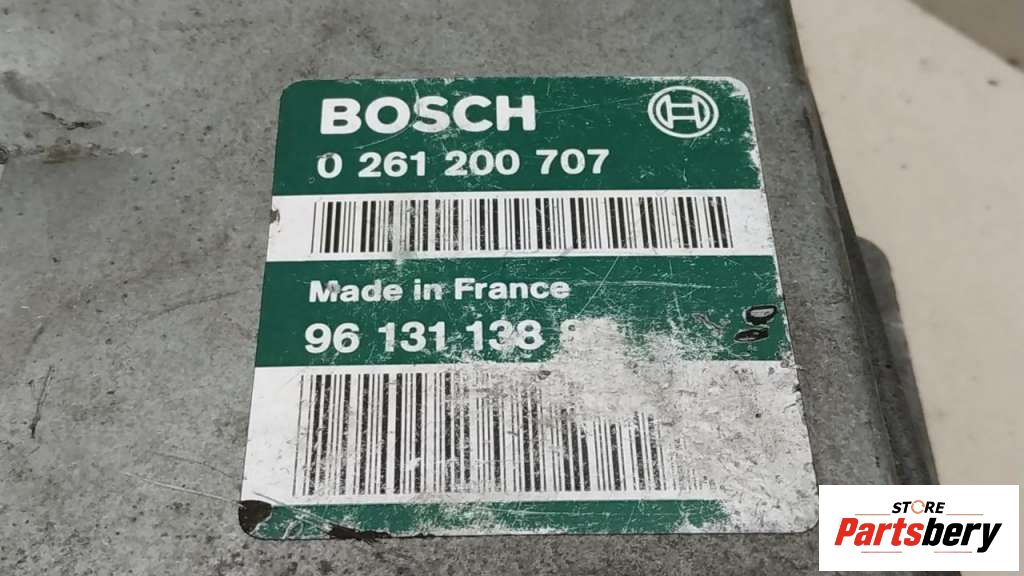 BOSCH
0 261 200 707
Made in France
96 131 138
STORE
Partsbery